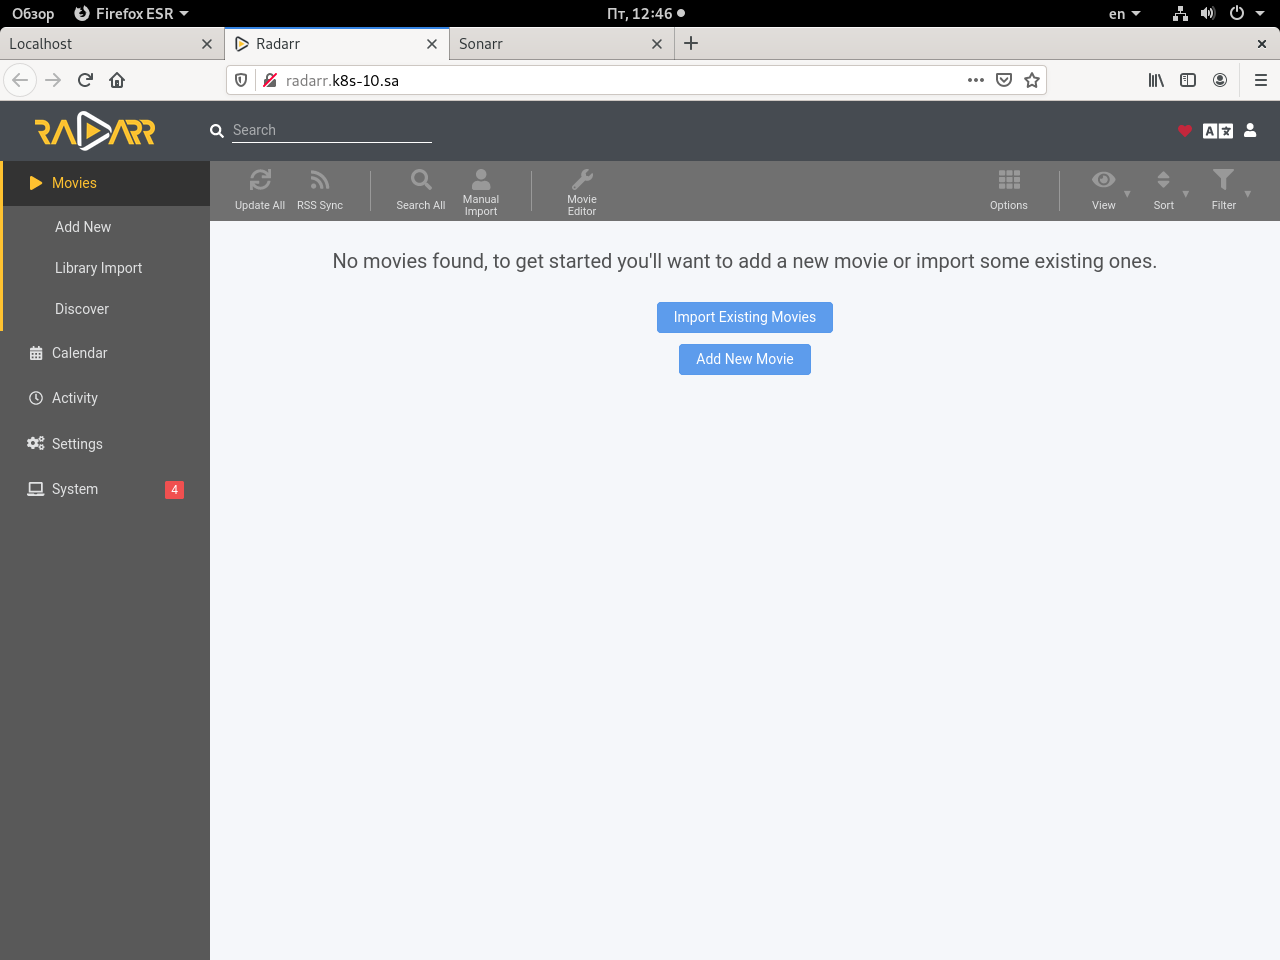 Обзор Firefox ESR Пт, 12:46 en
Localhost Radarr Sonarr
radarr.k8s-10.sa
RADARR Search
Movies
Add New
Library Import
Discover
Calendar
Activity
Settings
System 4
Update All RSS Sync Search All Manual Import Movie Editor Options View Sort Filter
No movies found, to get started you'll want to add a new movie or import some existing ones.
Import Existing Movies
Add New Movie